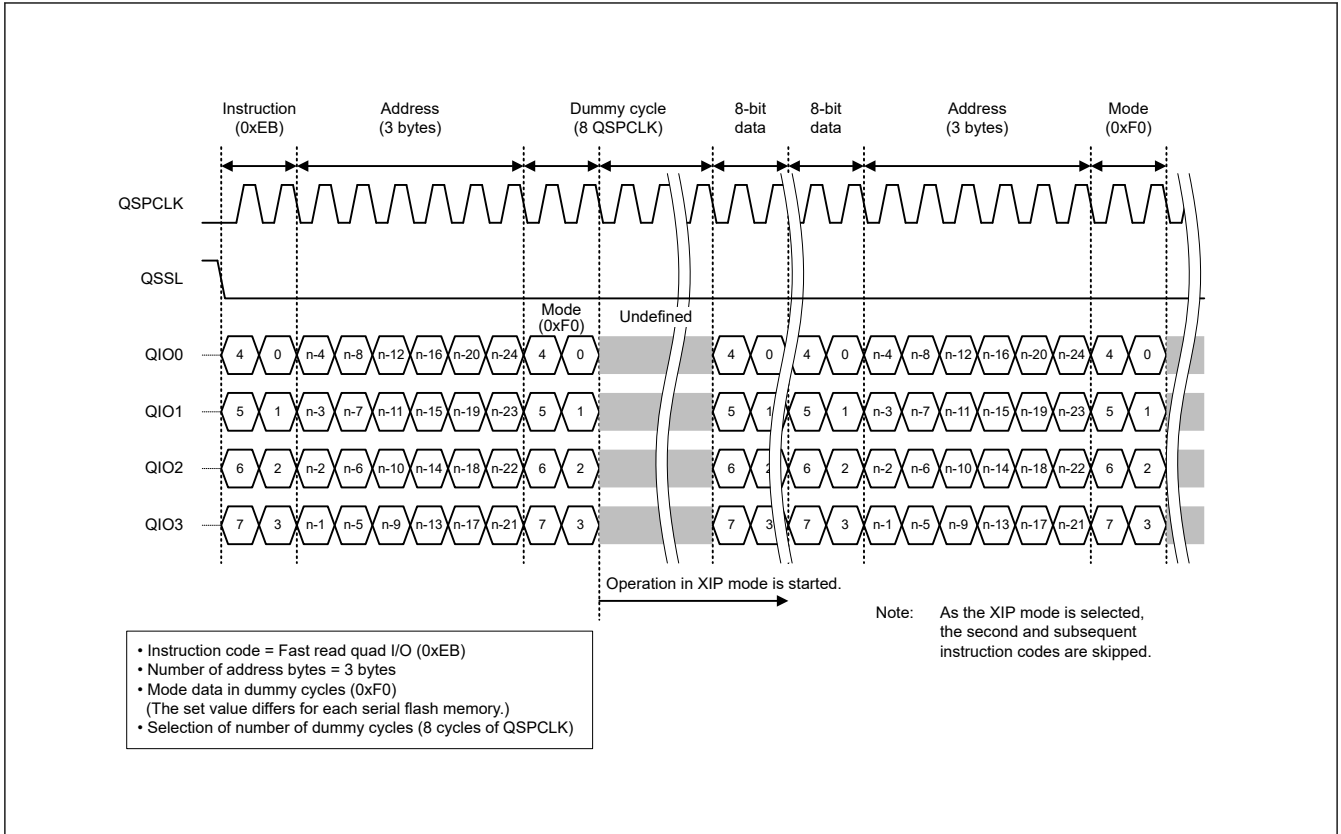 Instruction
(0xEB)
Address
(3 bytes)
Dummy cycle
(8 QSPCLK)
8-bit
data
8-bit
data
Address
(3 bytes)
Mode
(0xF0)
QSPCLK
QSSL
Mode
(0xF0)
Undefined
QIO0 4 0 n-4 n-8 n-12 n-16 n-20 n-24 4 0 4 0 4 0 n-4 n-8 n-12 n-16 n-20 n-24 4 0
QIO1 5 1 n-3 n-7 n-11 n-15 n-19 n-23 5 1 5 1 5 1 n-3 n-7 n-11 n-15 n-19 n-23 5 1
QIO2 6 2 n-2 n-6 n-10 n-14 n-18 n-22 6 2 6 2 6 2 n-2 n-6 n-10 n-14 n-18 n-22 6 2
QIO3 7 3 n-1 n-5 n-9 n-13 n-17 n-21 7 3 7 3 7 3 n-1 n-5 n-9 n-13 n-17 n-21 7 3
Operation in XIP mode is started.
Note: As the XIP mode is selected,
the second and subsequent
instruction codes are skipped.
• Instruction code = Fast read quad I/O (0xEB)
• Number of address bytes = 3 bytes
• Mode data in dummy cycles (0xF0)
(The set value differs for each serial flash memory.)
• Selection of number of dummy cycles (8 cycles of QSPCLK)